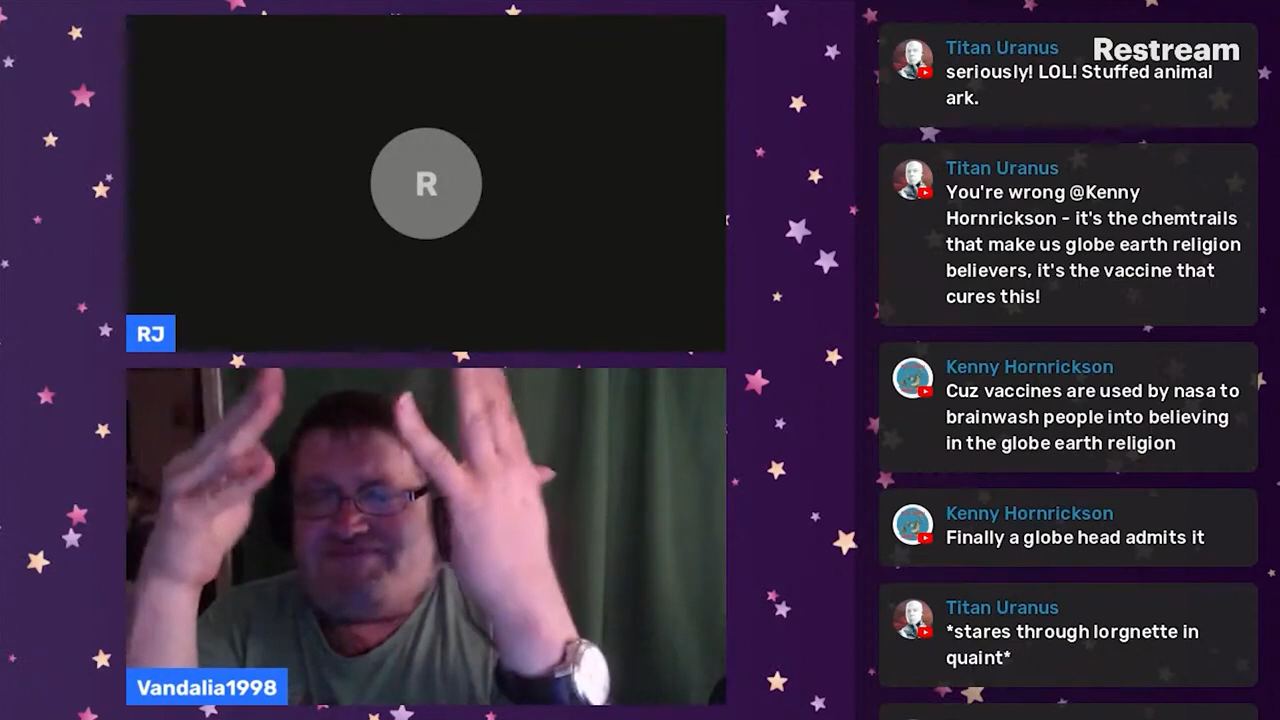 R
RJ
Vandalia1998
Restream
Titan Uranus
seriously! LOL! Stuffed animal
ark.
Titan Uranus
You're wrong @Kenny
Hornrickson - it's the chemtrails
that make us globe earth religion
believers, it's the vaccine that
cures this!
Kenny Hornrickson
Cuz vaccines are used by nasa to
brainwash people into believing
in the globe earth religion
Kenny Hornrickson
Finally a globe head admits it
Titan Uranus
*stares through lorgnette in
quaint*